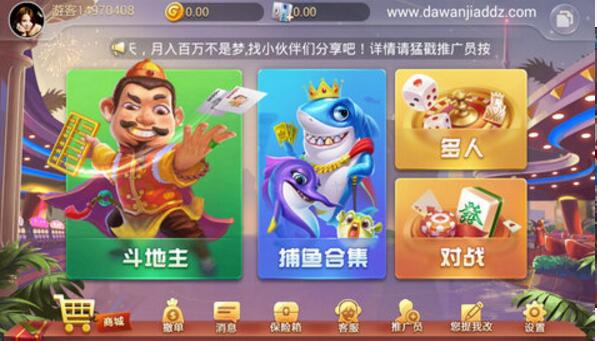 游客14970408
0.00
0.00
www.dawanjiaddz.com
天，月入百万不是梦,找小伙伴们分享吧！详情请猛戳推广员按
斗地主
捕鱼合集
多人
对战
商城
撤单
消息
保险箱
客服
推广员
您提我改
设置